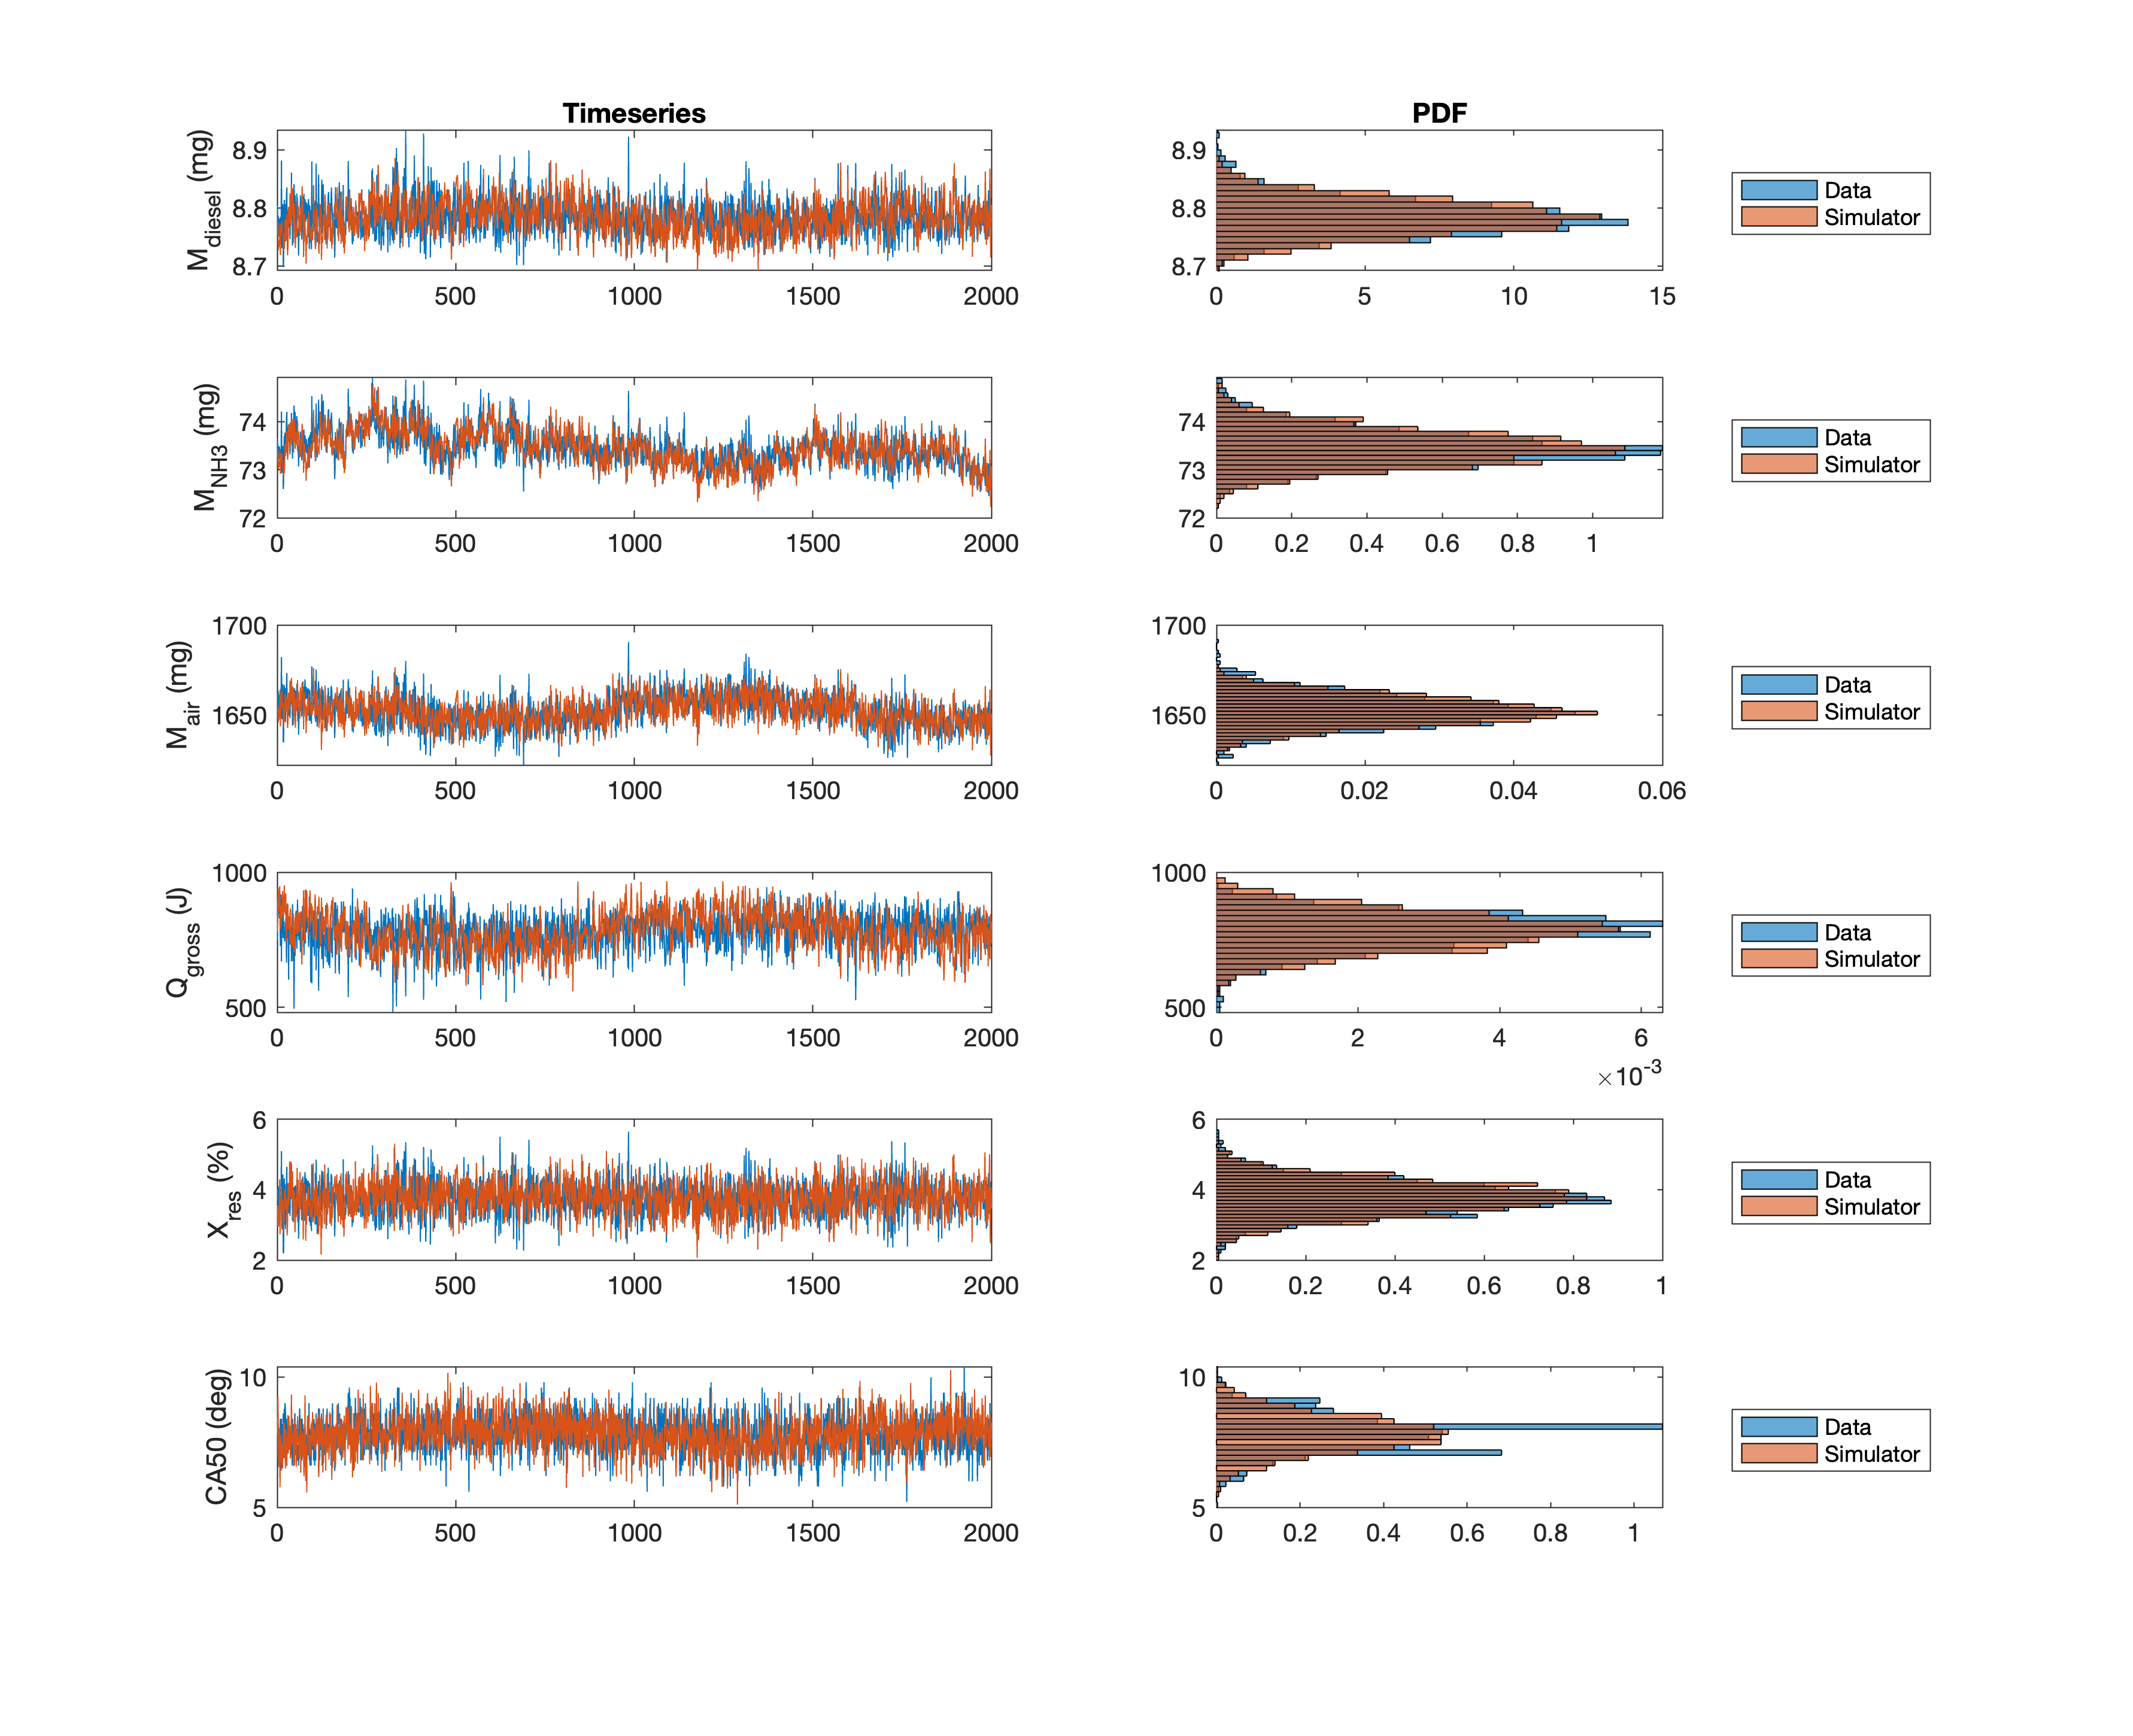 Timeseries
PDF
M_diesel (mg)
8.9
8.8
8.7
0 500 1000 1500 2000
8.9
8.8
8.7
0 5 10 15
Data
Simulator
M_NH3 (mg)
74
73
72
0 500 1000 1500 2000
74
73
72
0 0.2 0.4 0.6 0.8 1
Data
Simulator
M_air (mg)
1700
1650
0 500 1000 1500 2000
1700
1650
0 0.02 0.04 0.06
Data
Simulator
Q_gross (J)
1000
500
0 500 1000 1500 2000
1000
500
0 2 4 6
×10^-3
Data
Simulator
X_res (%)
6
4
2
0 500 1000 1500 2000
6
4
2
0 0.2 0.4 0.6 0.8 1
Data
Simulator
CA50 (deg)
10
5
0 500 1000 1500 2000
10
5
0 0.2 0.4 0.6 0.8 1
Data
Simulator